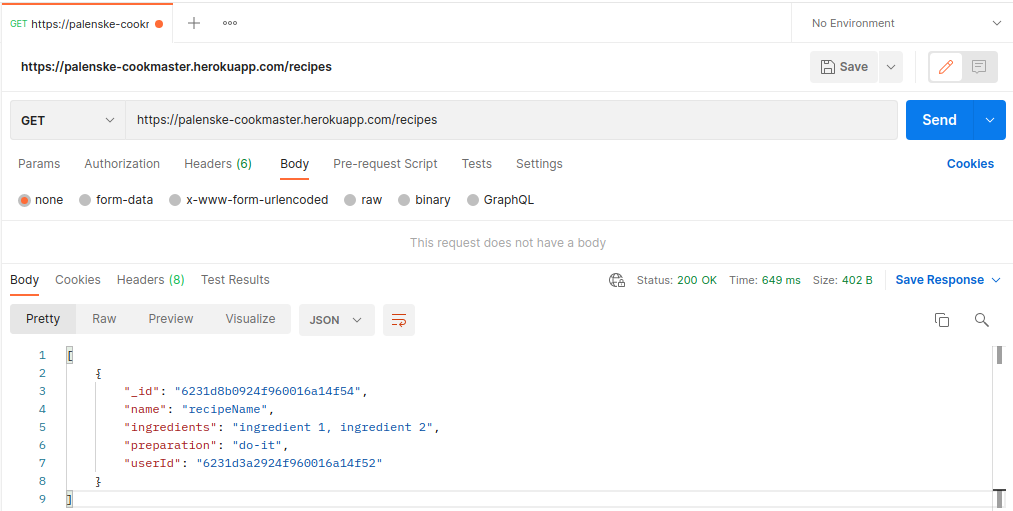 GET https://palenske-cookr
No Environment
https://palenske-cookmaster.herokuapp.com/recipes
Save
GET https://palenske-cookmaster.herokuapp.com/recipes Send
Params Authorization Headers (6) Body Pre-request Script Tests Settings Cookies
none form-data x-www-form-urlencoded raw binary GraphQL
This request does not have a body
Body Cookies Headers (8) Test Results Status: 200 OK Time: 649 ms Size: 402 B Save Response
Pretty Raw Preview Visualize JSON
1 [
2 {
3 "_id": "6231d8b0924f960016a14f54",
4 "name": "recipeName",
5 "ingredients": "ingredient 1, ingredient 2",
6 "preparation": "do-it",
7 "userId": "6231d3a2924f960016a14f52"
8 }
9 ]